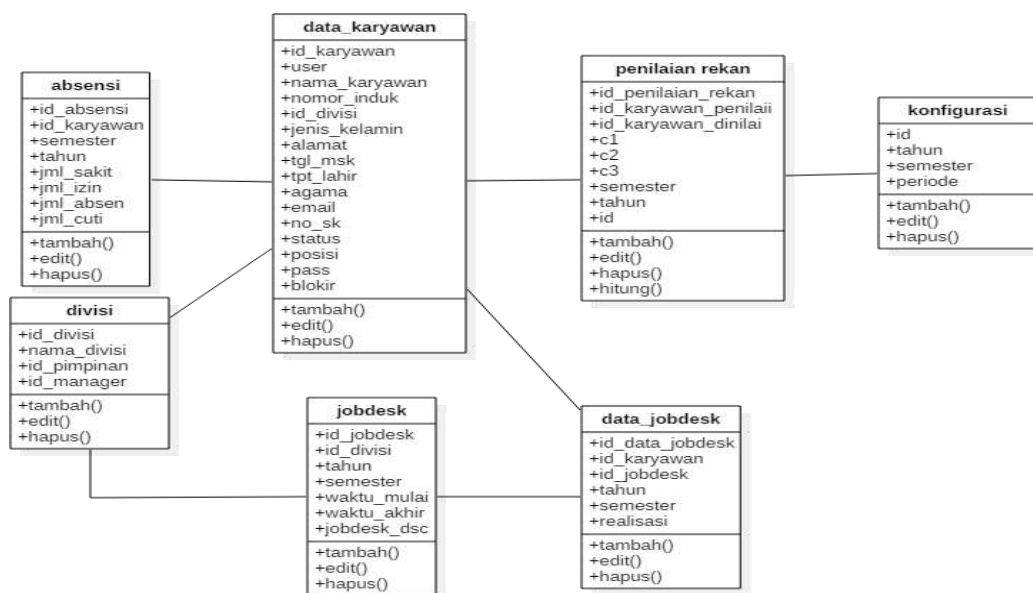 data_karyawan
+id_karyawan
+user
+nama_karyawan
+nomor_induk
+id_divisi
+jenis_kelamin
+alamat
+tgl_msk
+tpt_lahir
+agama
+email
+no_sk
+status
+posisi
+pass
+blokir
+tambah()
+edit()
+hapus()
absensi
+id_absensi
+id_karyawan
+semester
+tahun
+jml_sakit
+jml_izin
+jml_absen
+jml_cuti
+tambah()
+edit()
+hapus()
penilaian rekan
+id_penilaian_rekan
+id_karyawan_penilaii
+id_karyawan_dinilai
+c1
+c2
+c3
+semester
+tahun
+id
+tambah()
+edit()
+hapus()
+hitung()
konfigurasi
+id
+tahun
+semester
+periode
+tambah()
+edit()
+hapus()
divisi
+id_divisi
+nama_divisi
+id_pimpinan
+id_manager
+tambah()
+edit()
+hapus()
jobdesk
+id_jobdesk
+id_divisi
+tahun
+semester
+waktu_mulai
+waktu_akhir
+jobdesk_dsc
+tambah()
+edit()
+hapus()
data_jobdesk
+id_data_jobdesk
+id_karyawan
+id_jobdesk
+tahun
+semester
+realisasi
+tambah()
+edit()
+hapus()